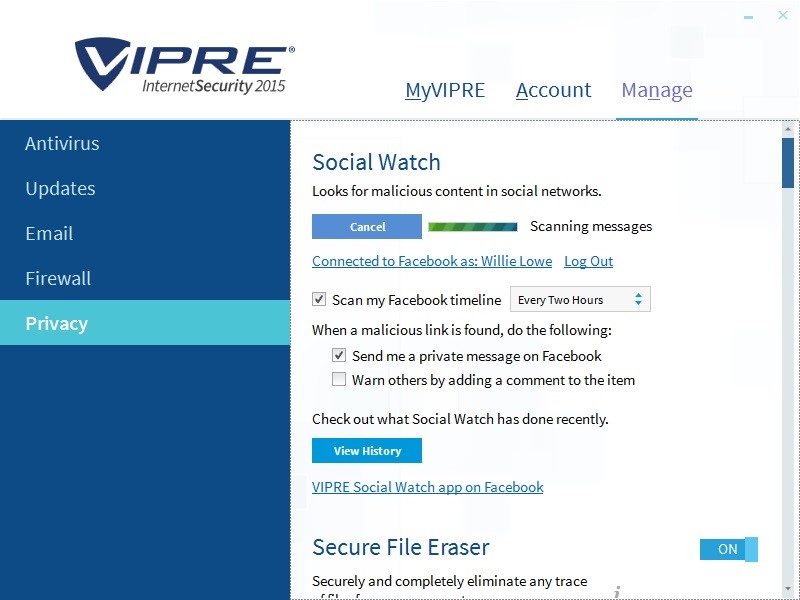 VIPRE®
InternetSecurity 2015
MyVIPRE Account Manage
Antivirus
Updates
Email
Firewall
Privacy
Social Watch
Looks for malicious content in social networks.
Cancel Scanning messages
Connected to Facebook as: Willie Lowe Log Out
Scan my Facebook timeline Every Two Hours
When a malicious link is found, do the following:
Send me a private message on Facebook
Warn others by adding a comment to the item
Check out what Social Watch has done recently.
View History
VIPRE Social Watch app on Facebook
Secure File Eraser ON
Securely and completely eliminate any trace
i